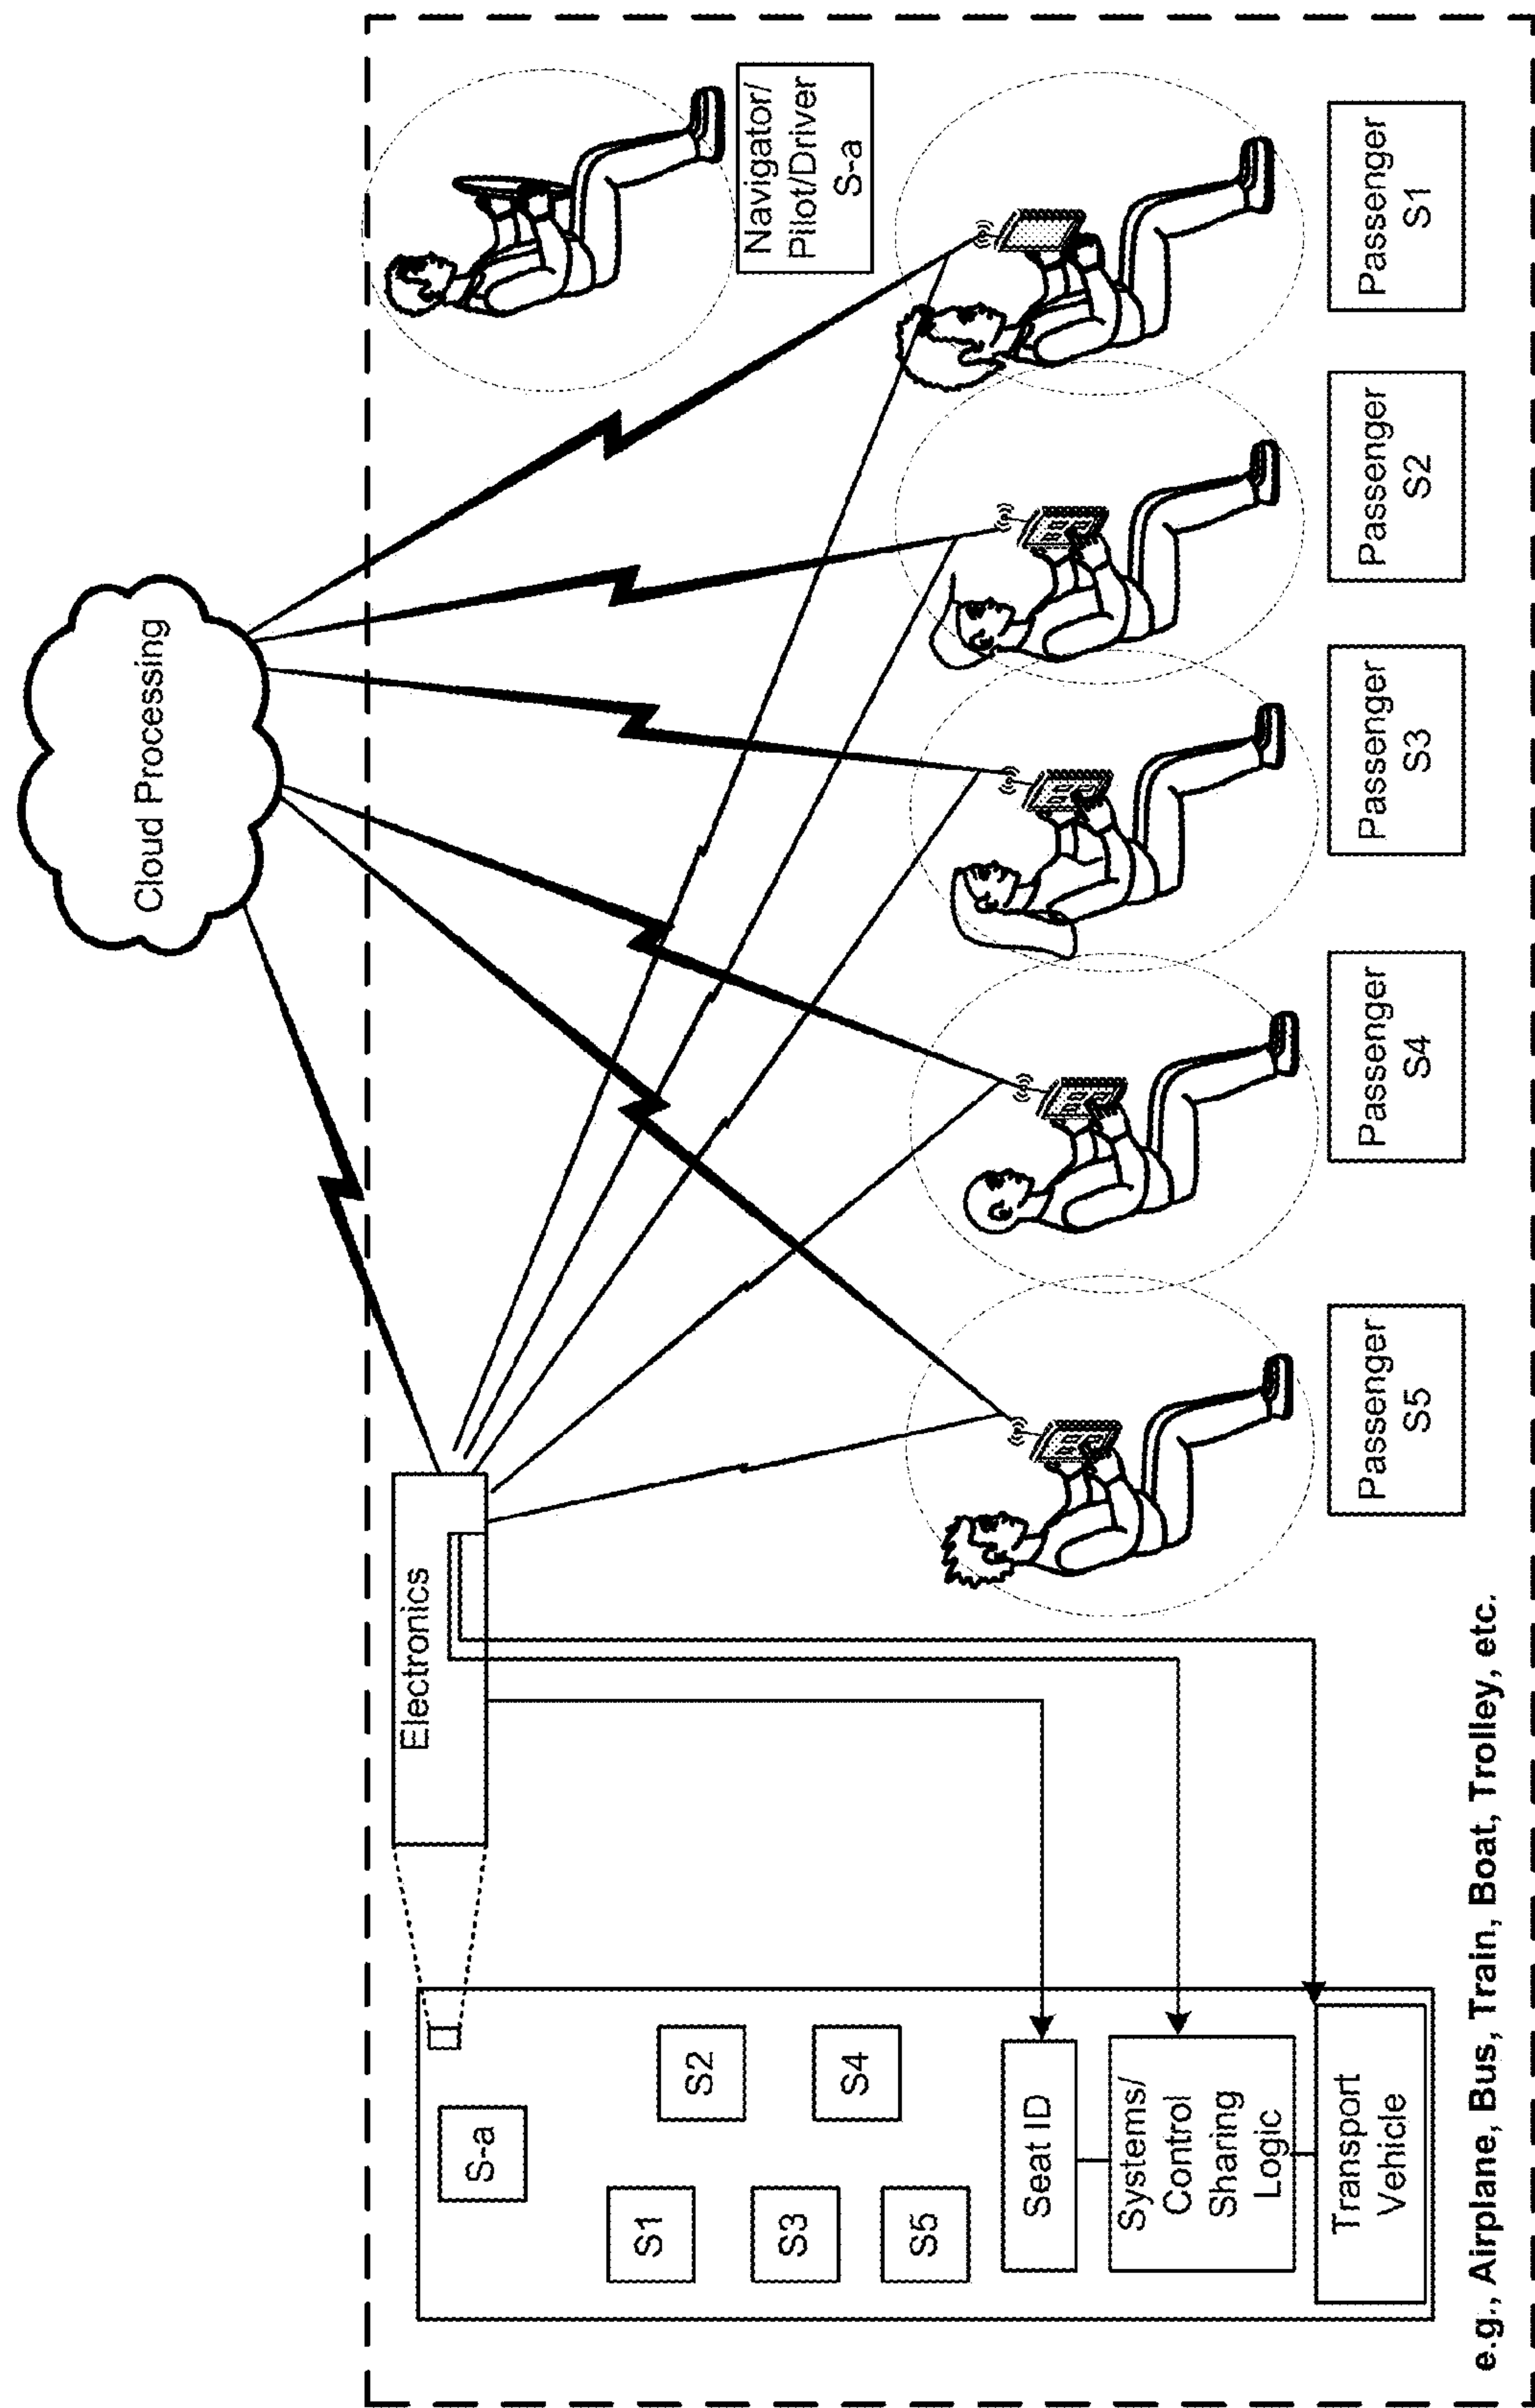 Cloud Processing
Electronics
Navigator/
Pilot/Driver
S-a
S-a
S1
S2
S3
S4
S5
Seat ID
Systems/
Control
Sharing
Logic
Transport
Vehicle
Passenger
S5
Passenger
S4
Passenger
S3
Passenger
S2
Passenger
S1
e.g., Airplane, Bus, Train, Boat, Trolley, etc.